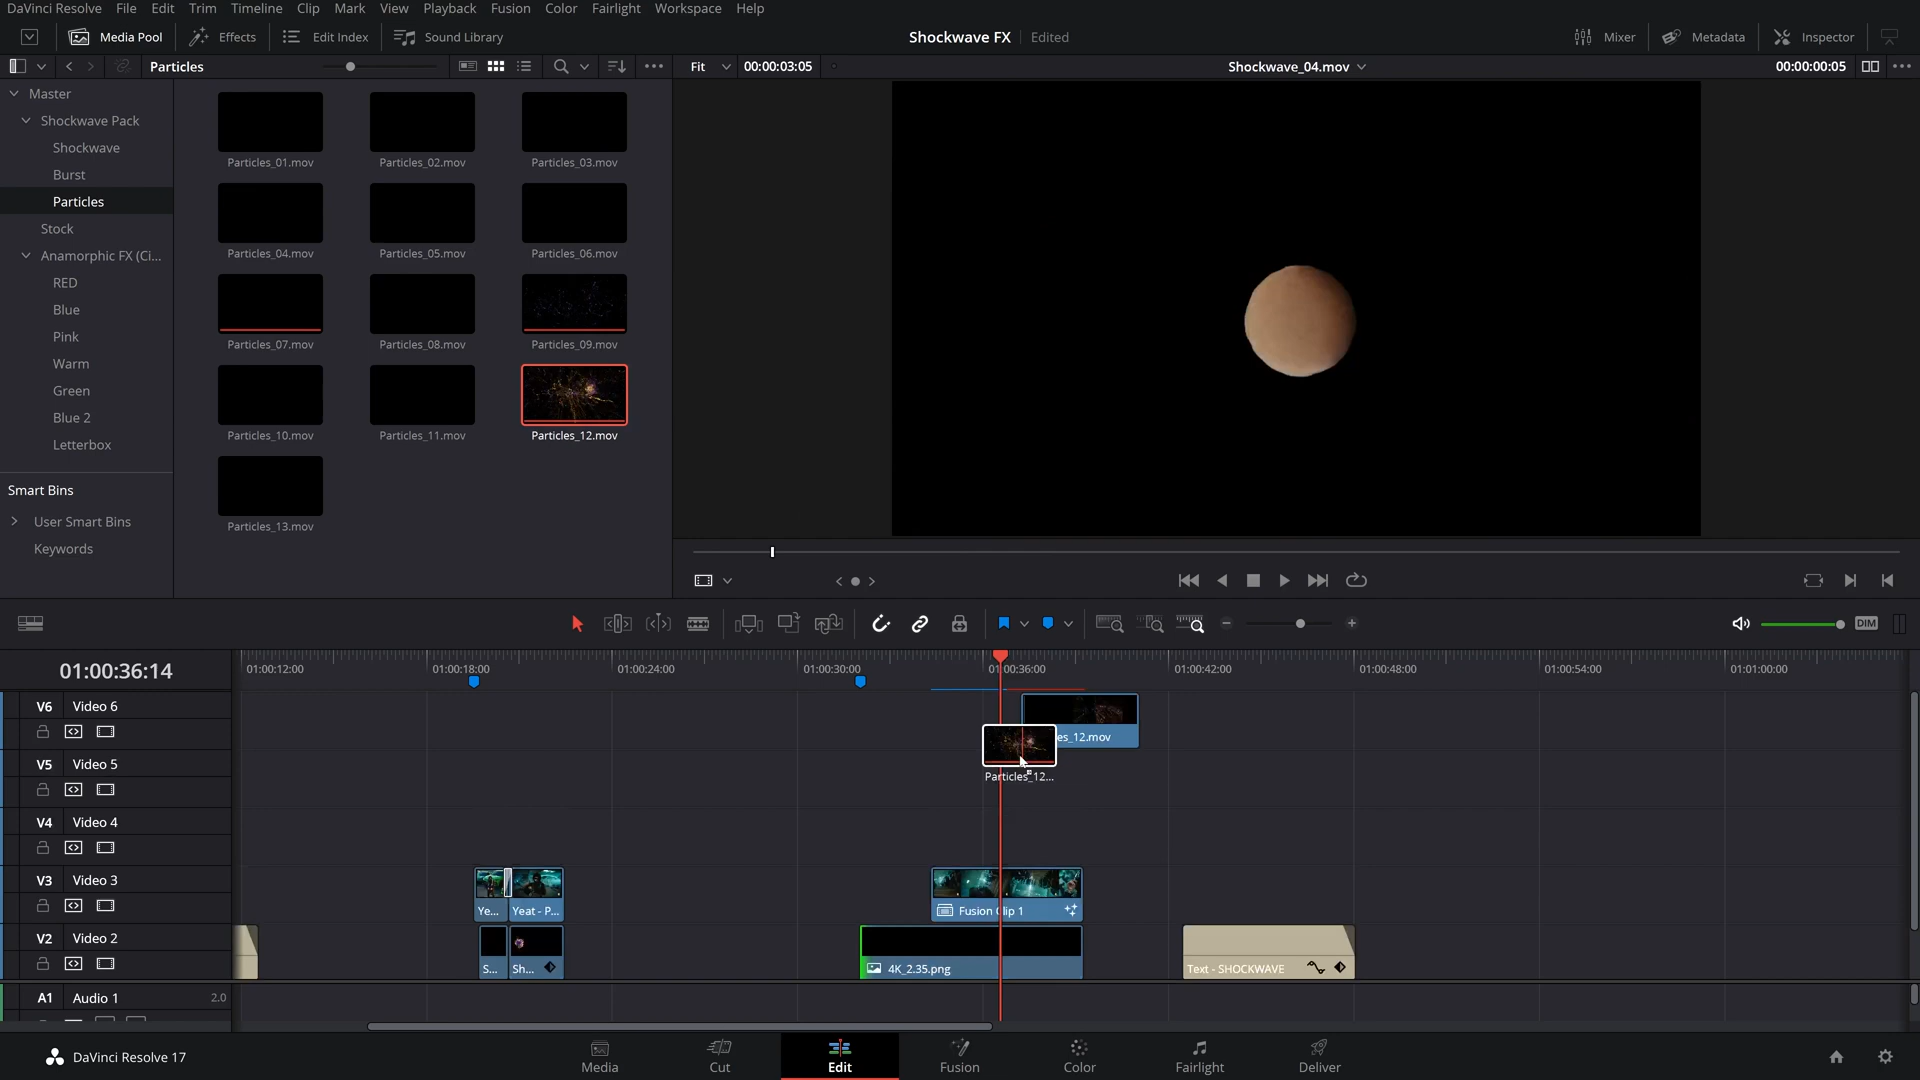 DaVinci Resolve File Edit Trim Timeline Clip Mark View Playback Fusion Color Fairlight Workspace Help
Media Pool Effects Edit Index Sound Library Shockwave FX Edited Mixer Metadata Inspector
Particles Fit 00:00:03:05 Shockwave_04.mov 00:00:00:05
Master
Shockwave Pack
Shockwave
Burst
Particles
Stock
Anamorphic FX (Ci...
RED
Blue
Pink
Warm
Green
Blue 2
Letterbox
Smart Bins
User Smart Bins
Keywords
Particles_01.mov Particles_02.mov Particles_03.mov
Particles_04.mov Particles_05.mov Particles_06.mov
Particles_07.mov Particles_08.mov Particles_09.mov
Particles_10.mov Particles_11.mov Particles_12.mov
Particles_13.mov
DIM
01:00:36:14 01:00:12:00 01:00:18:00 01:00:24:00 01:00:30:00 01:00:36:00 01:00:42:00 01:00:48:00 01:00:54:00 01:01:00:00
V6 Video 6
es_12.mov
V5 Video 5
Particles_12...
V4 Video 4
V3 Video 3
Ye... Yeat - P... Fusion Clip 1
V2 Video 2
S... Sh... 4K_2.35.png Text - SHOCKWAVE
A1 Audio 1 2.0
DaVinci Resolve 17 Media Cut Edit Fusion Color Fairlight Deliver